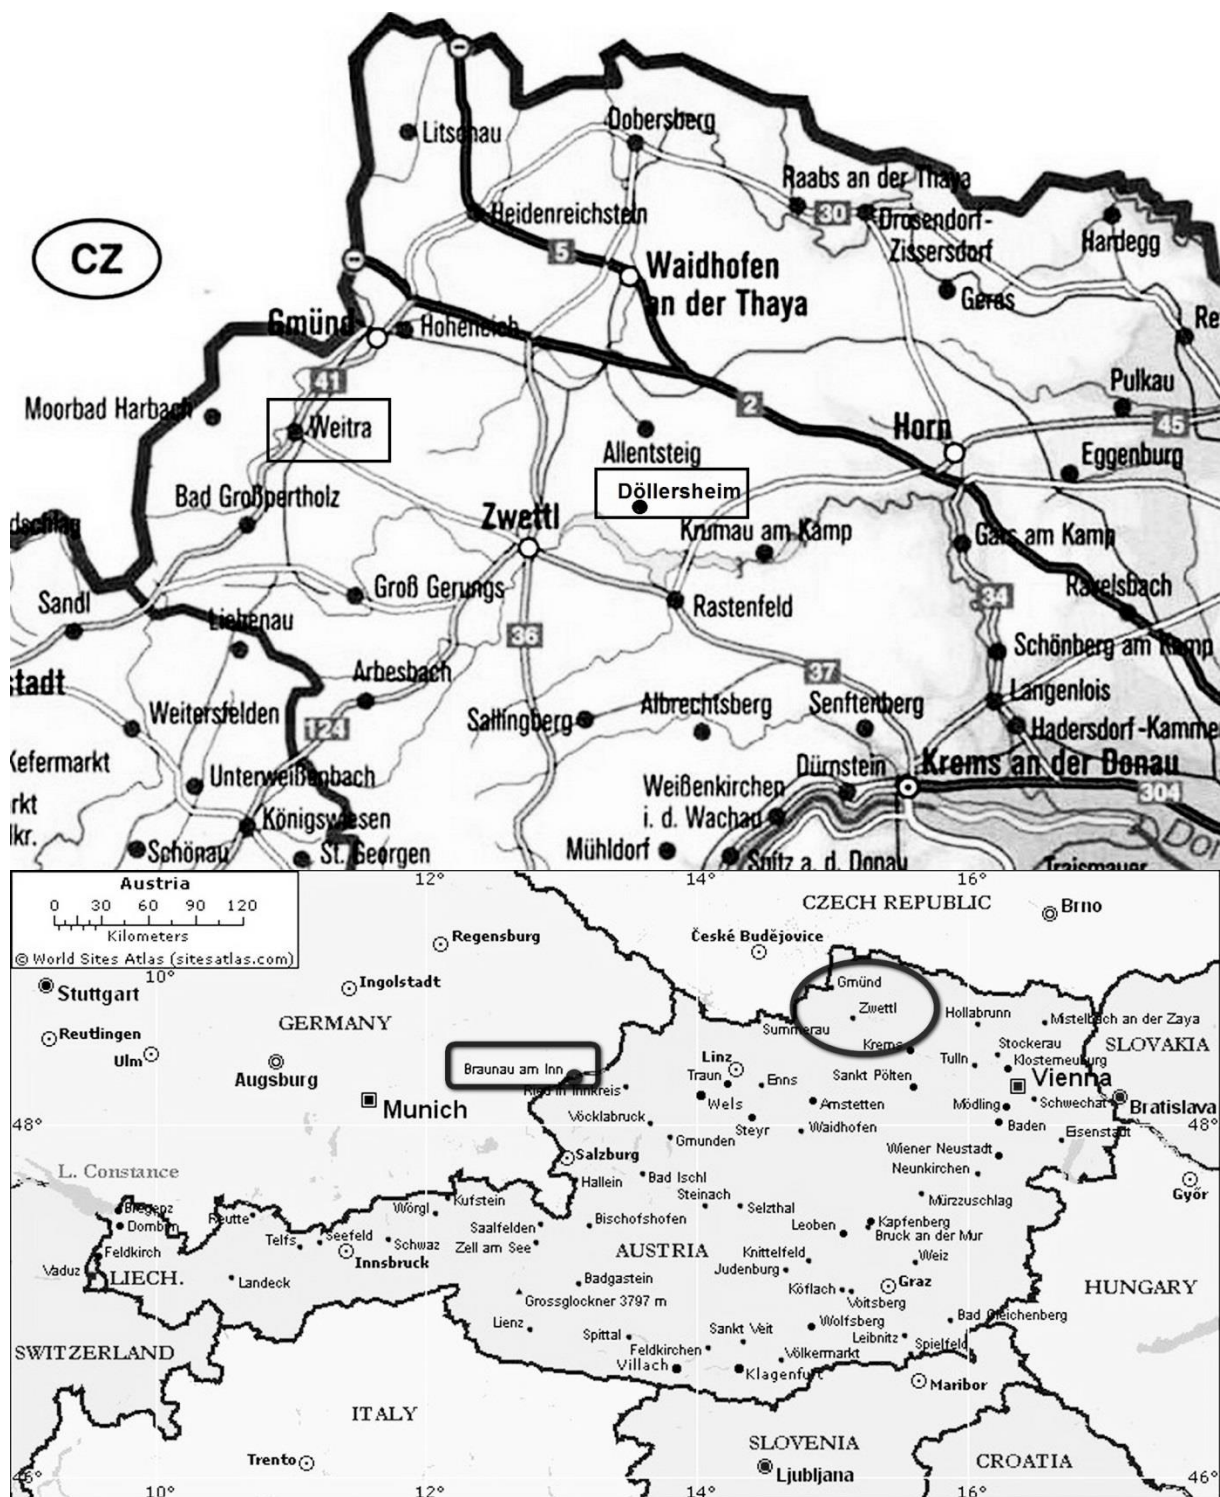 Litschau
Dobersberg
Raabs an der Thaya
30
Drosendorf-
Zissersdorf
Hardegg
CZ
Heidenreichstein
5
Waidhofen
an der Thaya
Geras
Gmünd
Hoheneich
Re
41
Pulkau
Moorbad Harbach
2
Weitra
Horn
45
Allentsteig
Eggenburg
Bad Großpertholz
Döllersheim
dschlag
Zwettl
Krumau am Kamp
Gars am Kamp
Sandl
Groß Gerungs
Ravelsbach
Rastenfeld
34
Liebenau
36
Schönberg am Kamp
Arbesbach
37
stadt
Langenlois
Weitersfelden
Sallingberg
Albrechtsberg
Senftenberg
Hadersdorf-Kamme
124
Kefermarkt
Unterweißenbach
Weißenkirchen
i. d. Wachau
Dürnstein
Krems an der Donau
304
rkt
lkr.
Königswiesen
Schönau
St. Georgen
Mühldorf
Spitz a. d. Donau
Traismauer
Do
Austria
0 30 60 90 120
Kilometers
© World Sites Atlas (sitesatlas.com)
12° 14° 16°
CZECH REPUBLIC
Brno
Regensburg
České Budějovice
10°
Stuttgart
Ingolstadt
Gmünd
Zwettl
GERMANY
Hollabrunn
Mistelbach an der Zaya
Reutlingen
Summerau
Ulm
Krems
Stockerau
SLOVAKIA
Augsburg
Braunau am Inn
Linz
Tulln
Klosterneuburg
Traun
Enns
Sankt Pölten
Vienna
Ried in Innkreis
Munich
Wels
Amstetten
Mödling
Schwechat
Bratislava
48°
Vöcklabruck
Steyr
Waidhofen
Baden
48°
Gmunden
Wiener Neustadt
Eisenstadt
Salzburg
Neunkirchen
L. Constance
Hallein
Bad Ischl
Győr
Steinach
Mürzzuschlag
Bregenz
Reutte
Wörgl
Kufstein
Dornbirn
Saalfelden
Bischofshofen
Selzthal
Leoben
Kapfenberg
Telfs
Seefeld
Schwaz
Zell am See
Bruck an der Mur
Feldkirch
Innsbruck
AUSTRIA
Knittelfeld
Weiz
Vaduz
LIECH.
Landeck
Badgastein
Judenburg
Graz
HUNGARY
Grossglockner 3797 m
Köflach
Voitsberg
Lienz
Spittal
Sankt Veit
Wolfsberg
Bad Gleichenberg
Leibnitz
Feldkirchen
Völkermarkt
Spielfeld
SWITZERLAND
Villach
Klagenfurt
Maribor
ITALY
SLOVENIA
CROATIA
Trento
Ljubljana
46°
10° 12° 14° 16°
46°